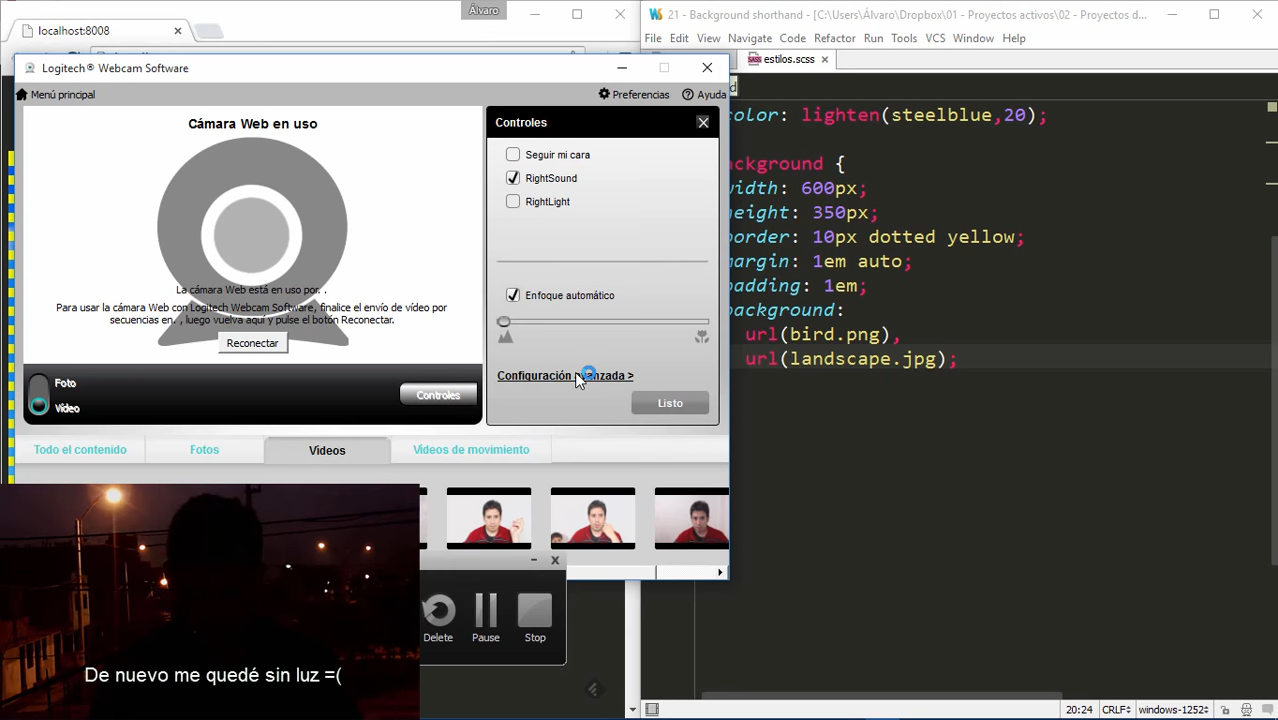 Álvaro
localhost:8008
21 - Background shorthand - [C:\Users\Álvaro\Dropbox\01 - Proyectos activos\02 - Proyectos d...
File Edit View Navigate Code Refactor Run Tools VCS Window Help
estilos.scss
Logitech® Webcam Software
Menú principal
Preferencias
Ayuda
Cámara Web en uso
La cámara Web está en uso por. .
Para usar la cámara Web con Logitech Webcam Software, finalice el envío de vídeo por
secuencias en. , luego vuelva aquí y pulse el botón Reconectar.
Reconectar
Foto
Vídeo
Controles
Controles
Seguir mi cara
RightSound
RightLight
Enfoque automático
Configuración avanzada >
Listo
Todo el contenido
Fotos
Videos
Videos de movimiento
color: lighten(steelblue,20);
ackground {
width: 600px;
height: 350px;
border: 10px dotted yellow;
margin: 1em auto;
padding: 1em;
background:
url(bird.png),
url(landscape.jpg);
Delete
Pause
Stop
De nuevo me quedé sin luz =(
20:24 CRLF windows-1252